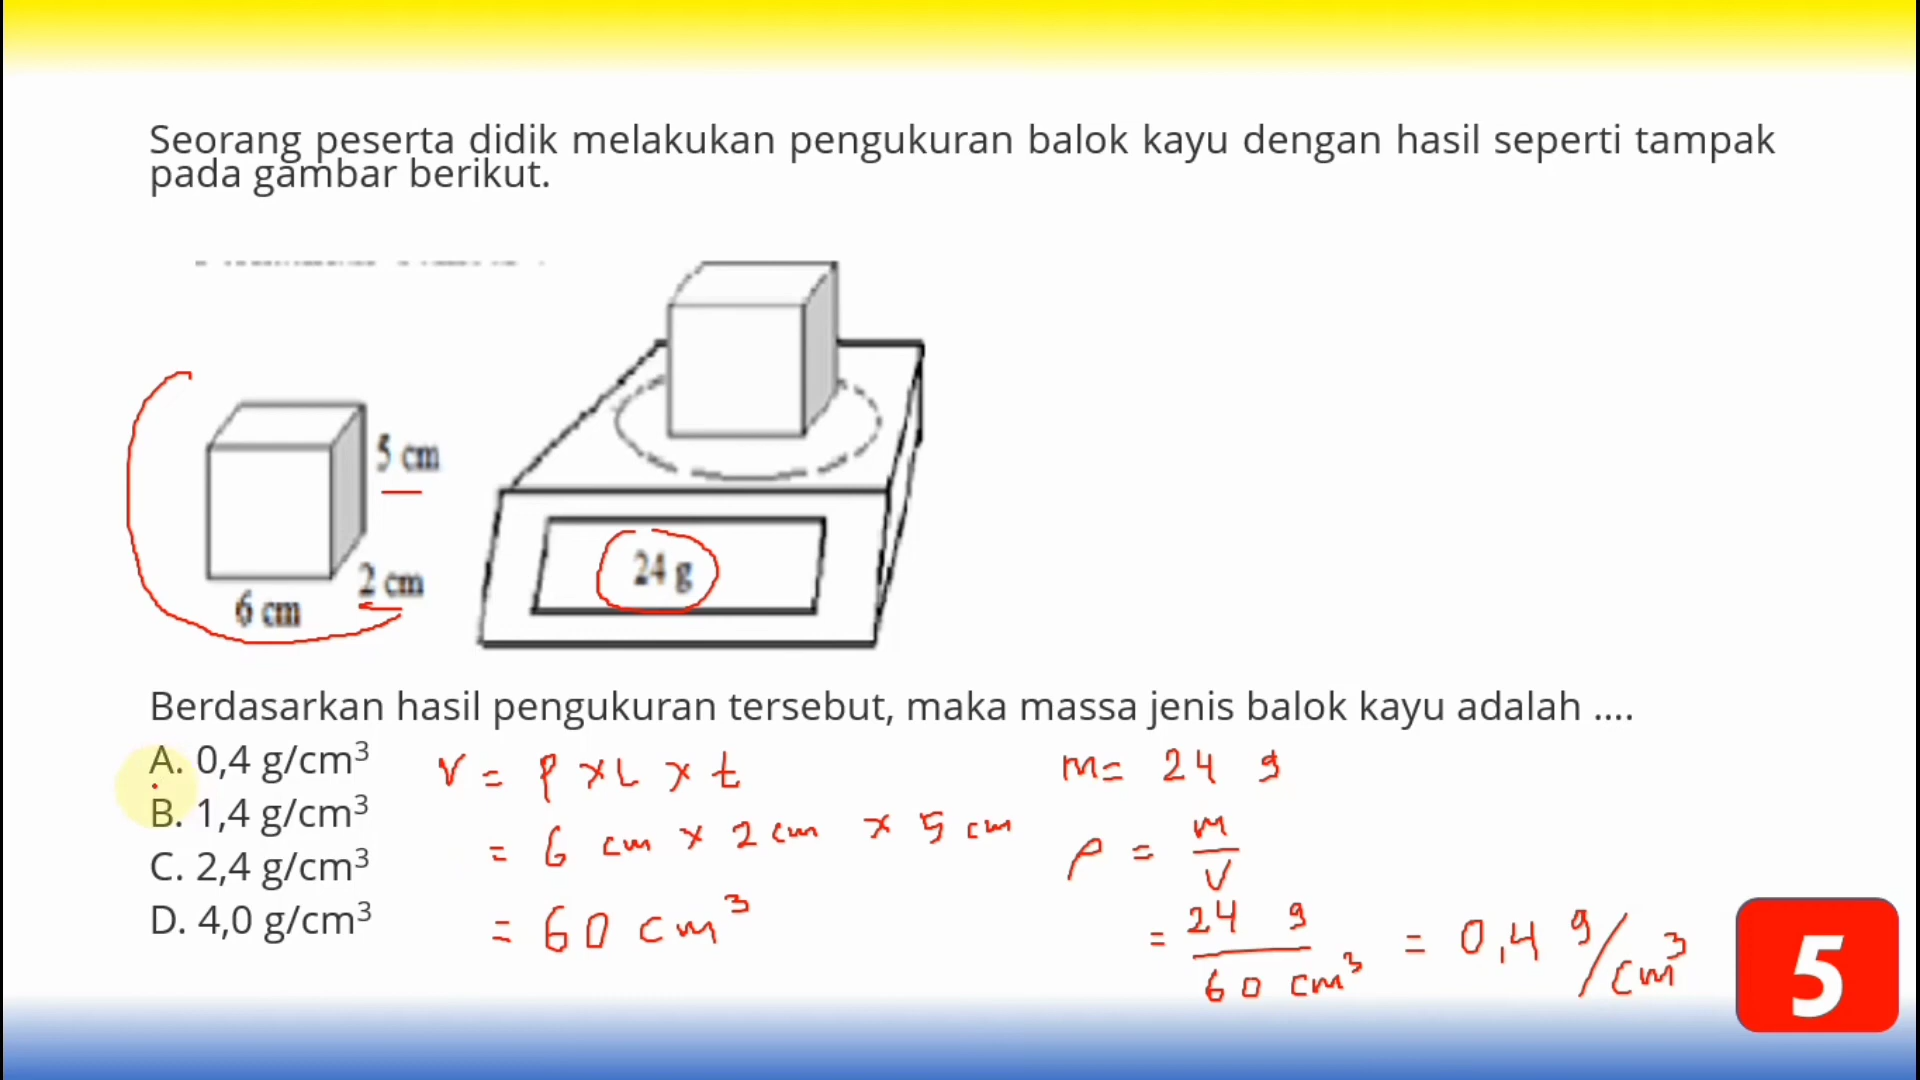 Seorang peserta didik melakukan pengukuran balok kayu dengan hasil seperti tampak
pada gambar berikut.
5 cm
2 cm
6 cm
24 g
Berdasarkan hasil pengukuran tersebut, maka massa jenis balok kayu adalah ....
A. 0,4 g/cm³
B. 1,4 g/cm³
C. 2,4 g/cm³
D. 4,0 g/cm³
V = p x L x t
= 6 cm x 2 cm x 5 cm
= 60 cm³
m = 24 g
ρ = m/V
= 24 g / 60 cm³ = 0,4 g/cm³
5